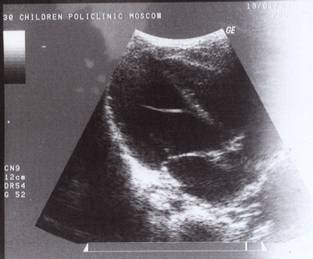 30 CHILDREN POLICLINIC MOSCOW
GE
CN9
12cm
DR54
G 52